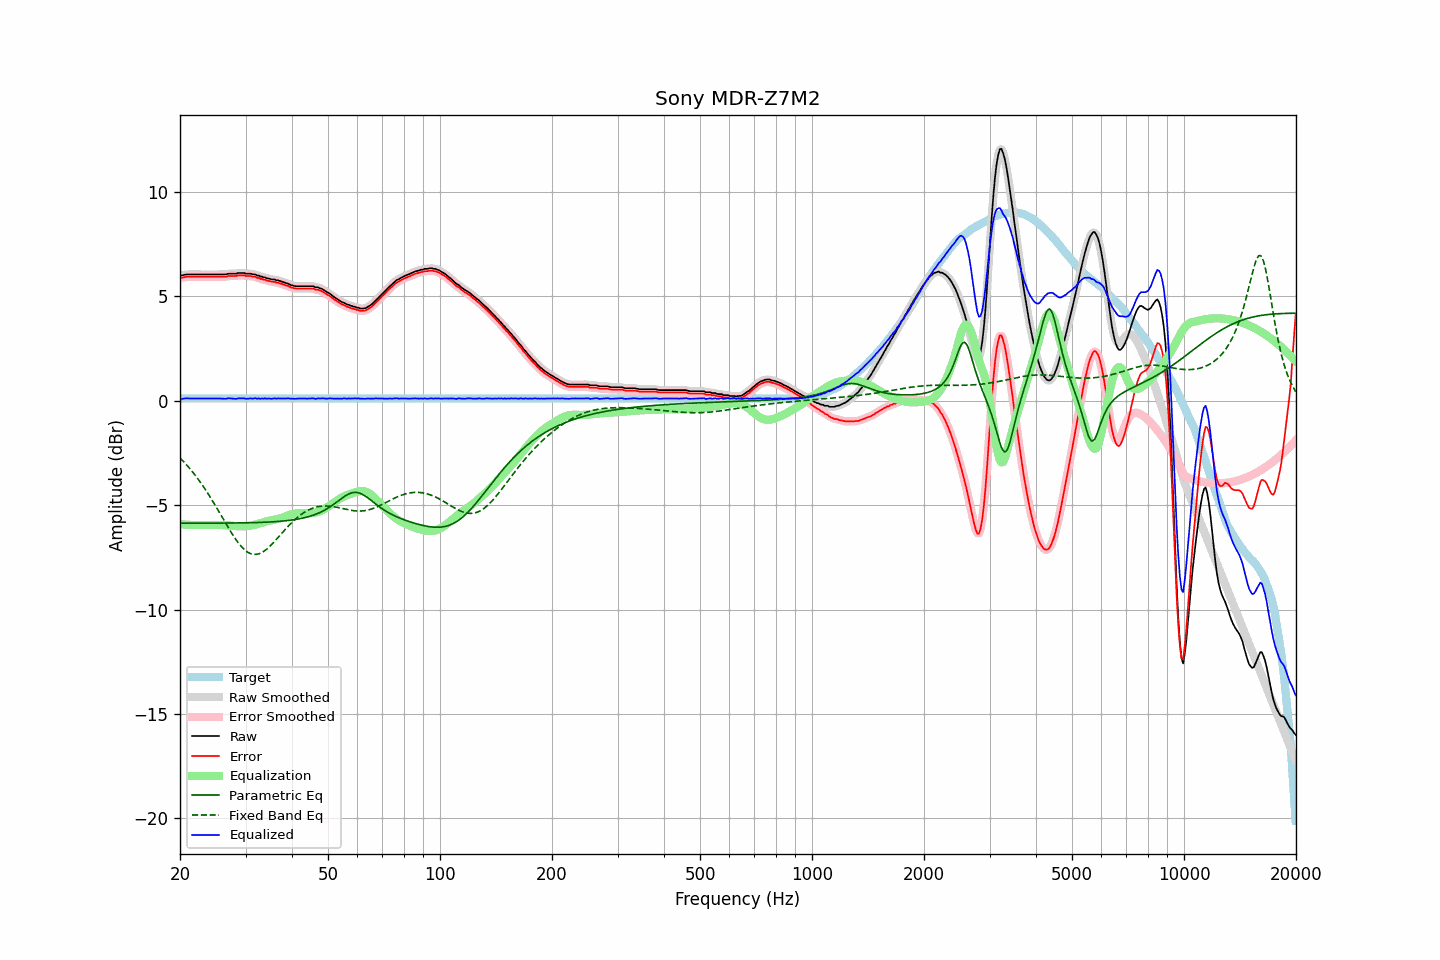 Sony MDR-Z7M2
Amplitude (dBr)
10
5
0
−5
−10
−15
−20
Target
Raw Smoothed
Error Smoothed
Raw
Error
Equalization
Parametric Eq
Fixed Band Eq
Equalized
20 50 100 200 500 1000 2000 5000 10000 20000
Frequency (Hz)